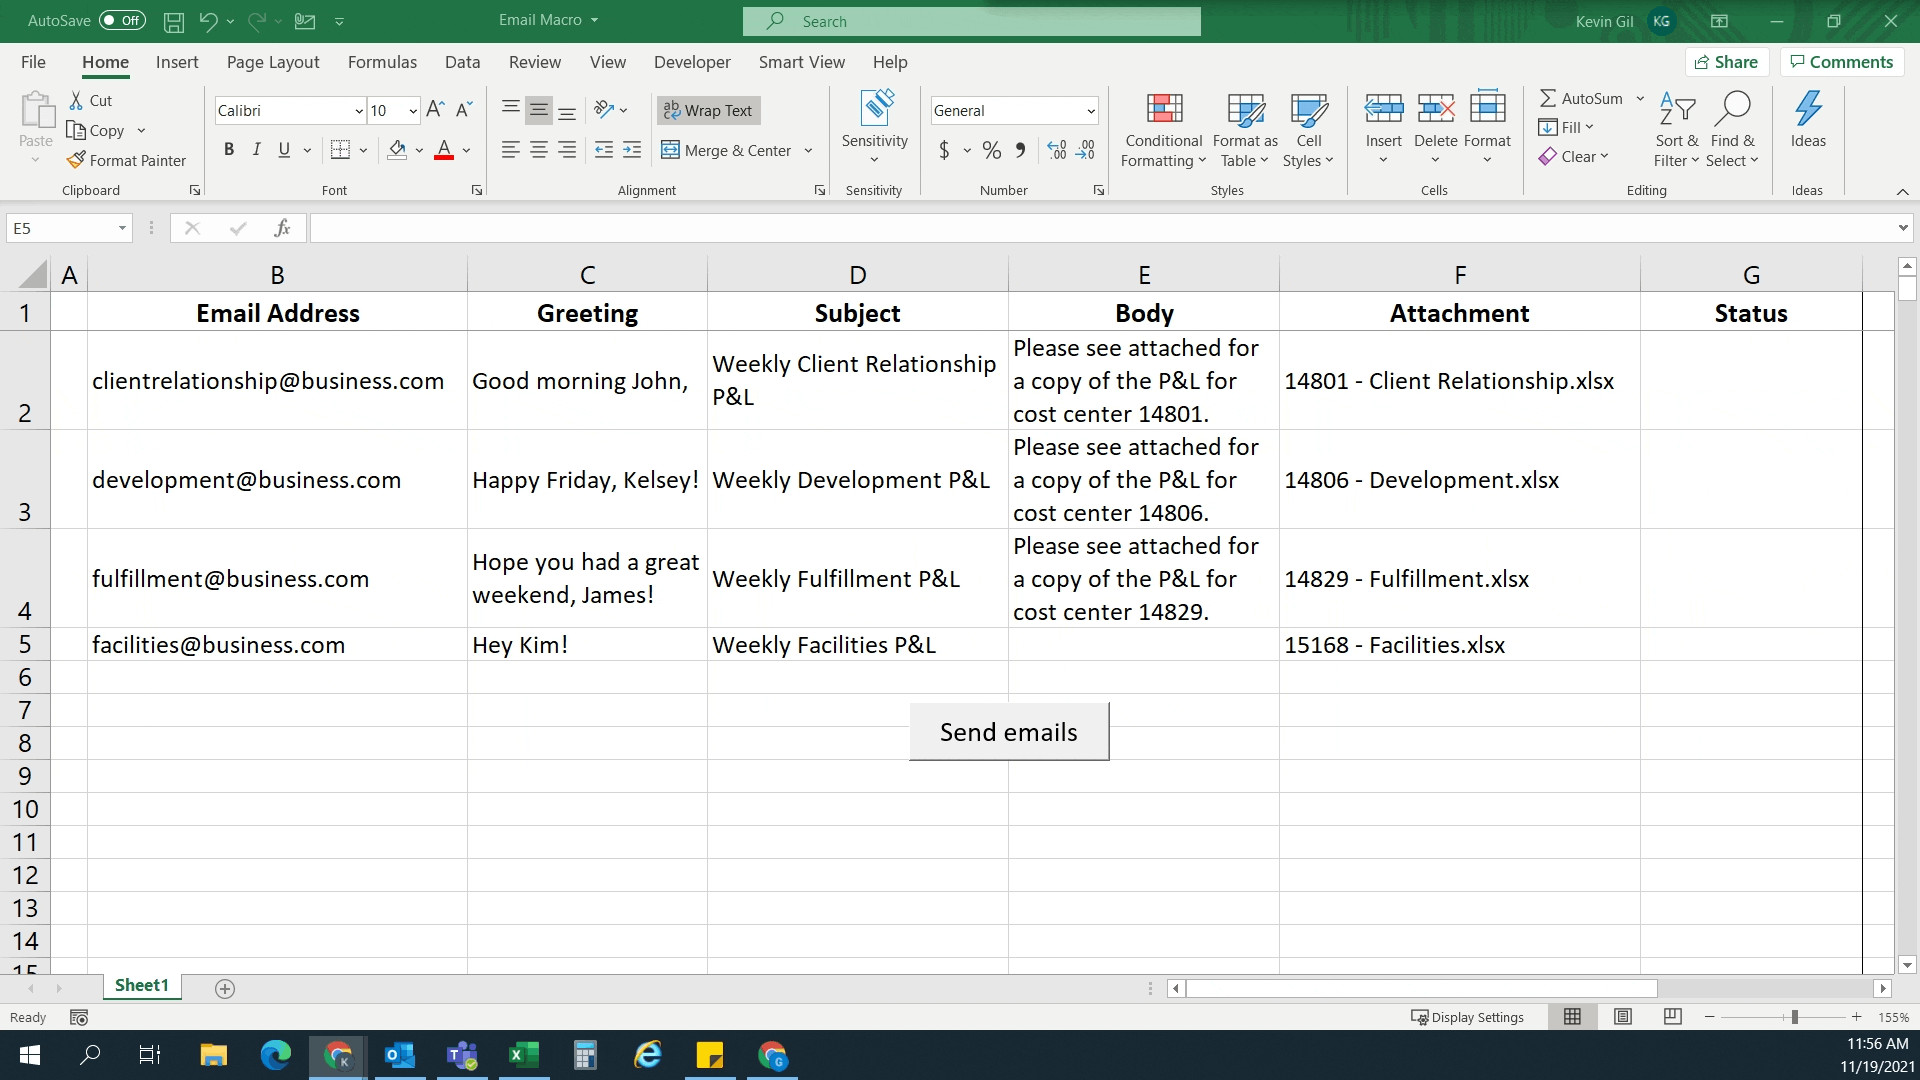 AutoSave Off Email Macro Search Kevin Gil KG
File Home Insert Page Layout Formulas Data Review View Developer Smart View Help Share Comments
Paste
Cut
Copy
Format Painter
Clipboard
Calibri 10
B I U A
Font
Wrap Text
Merge & Center
Alignment
Sensitivity
Sensitivity
General
$ % 9
Number
Conditional Formatting
Format as Table
Cell Styles
Styles
Insert Delete Format
Cells
AutoSum
Fill
Clear
Sort & Filter
Find & Select
Editing
Ideas
Ideas
E5 fx
A B C D E F G
1 Email Address Greeting Subject Body Attachment Status
2 clientrelationship@business.com Good morning John, Weekly Client Relationship P&L Please see attached for a copy of the P&L for cost center 14801. 14801 - Client Relationship.xlsx
3 development@business.com Happy Friday, Kelsey! Weekly Development P&L Please see attached for a copy of the P&L for cost center 14806. 14806 - Development.xlsx
4 fulfillment@business.com Hope you had a great weekend, James! Weekly Fulfillment P&L Please see attached for a copy of the P&L for cost center 14829. 14829 - Fulfillment.xlsx
5 facilities@business.com Hey Kim! Weekly Facilities P&L 15168 - Facilities.xlsx
6
7
Send emails
8
9
10
11
12
13
14
15
Sheet1
Ready Display Settings 155%
11:56 AM
11/19/2021